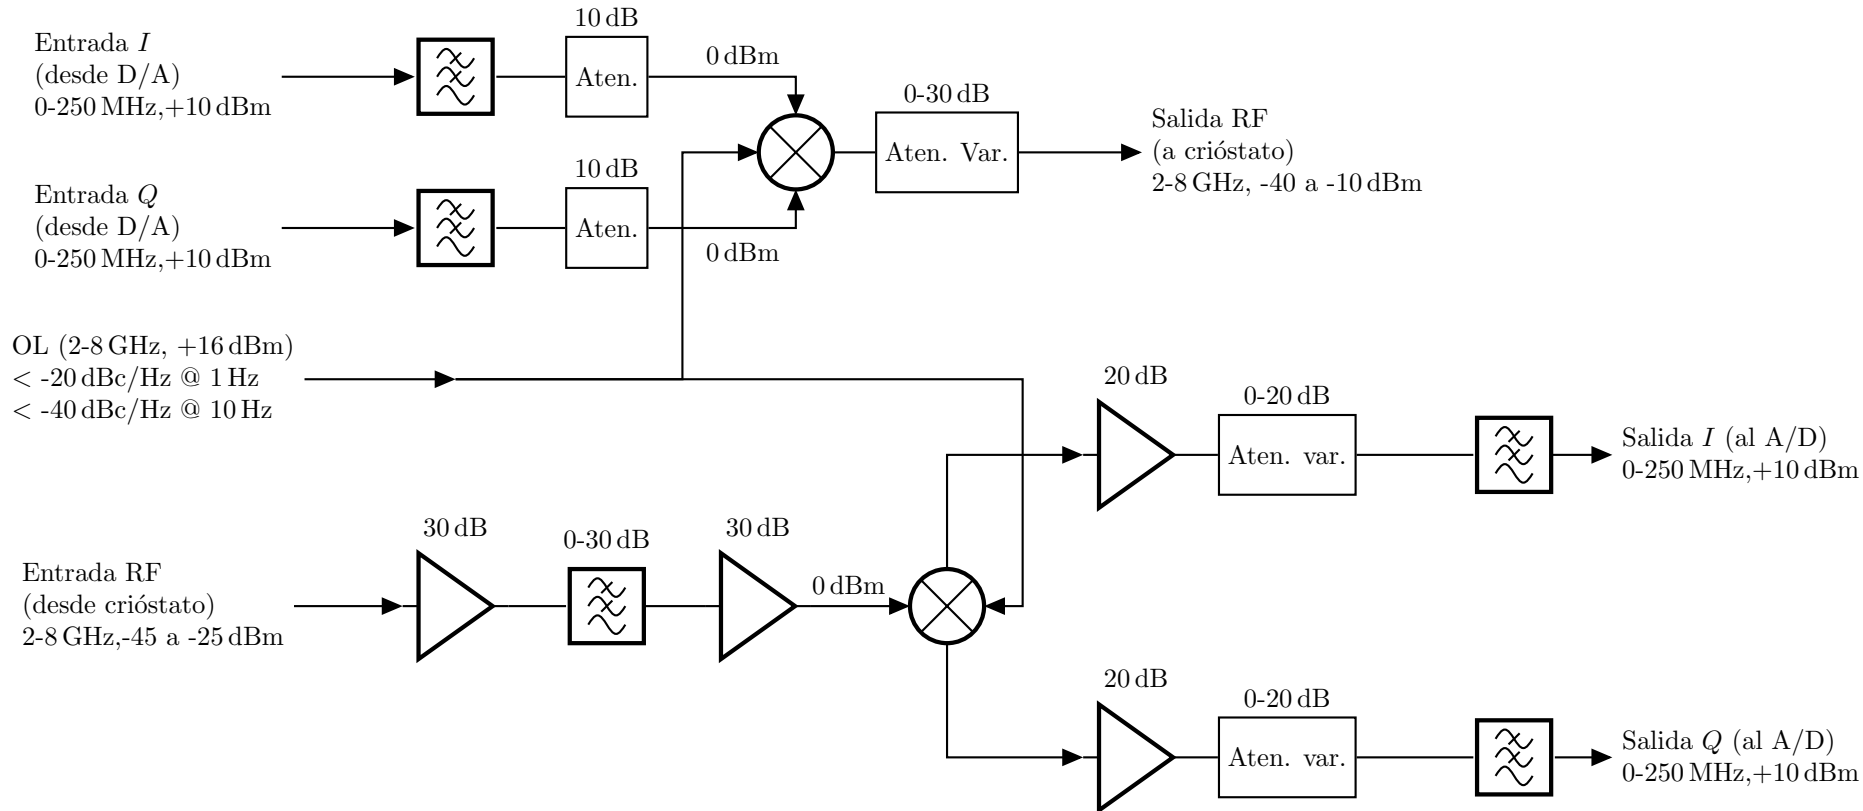 10 dB
Entrada I
(desde D/A)
0-250 MHz,+10 dBm
Aten.
0 dBm
0-30 dB
Aten. Var.
Salida RF
(a crióstato)
2-8 GHz, -40 a -10 dBm
10 dB
Entrada Q
(desde D/A)
0-250 MHz,+10 dBm
Aten.
0 dBm
OL (2-8 GHz, +16 dBm)
< -20 dBc/Hz @ 1 Hz
< -40 dBc/Hz @ 10 Hz
20 dB
0-20 dB
Aten. var.
Salida I (al A/D)
0-250 MHz,+10 dBm
30 dB
0-30 dB
30 dB
0 dBm
Entrada RF
(desde crióstato)
2-8 GHz,-45 a -25 dBm
20 dB
0-20 dB
Aten. var.
Salida Q (al A/D)
0-250 MHz,+10 dBm